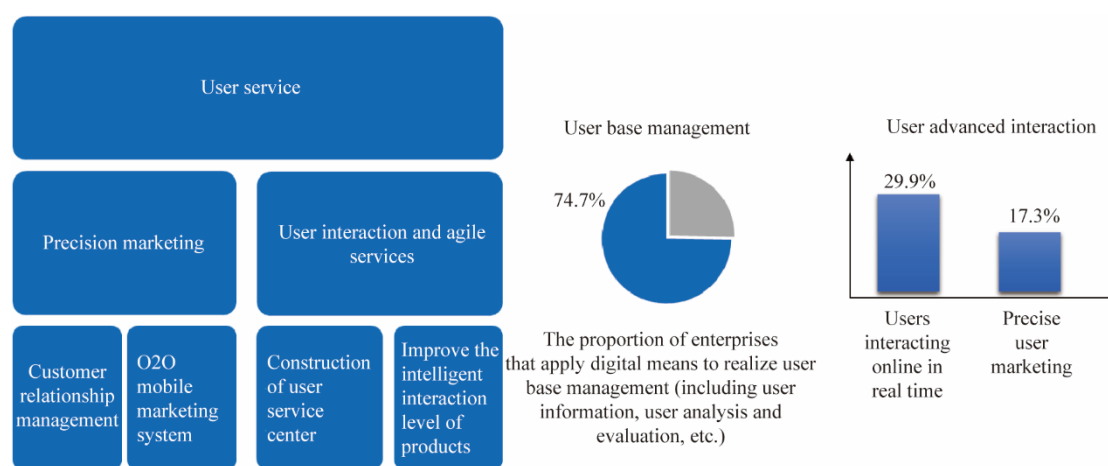 User service
Precision marketing
User interaction and agile
services
Customer
relationship
management
O2O
mobile
marketing
system
Construction
of user
service
center
Improve the
intelligent
interaction
level of
products
User base management
74.7%
The proportion of enterprises
that apply digital means to realize user
base management (including user
information, user analysis and
evaluation, etc.)
User advanced interaction
29.9%
17.3%
Users
interacting
online in
real time
Precise
user
marketing